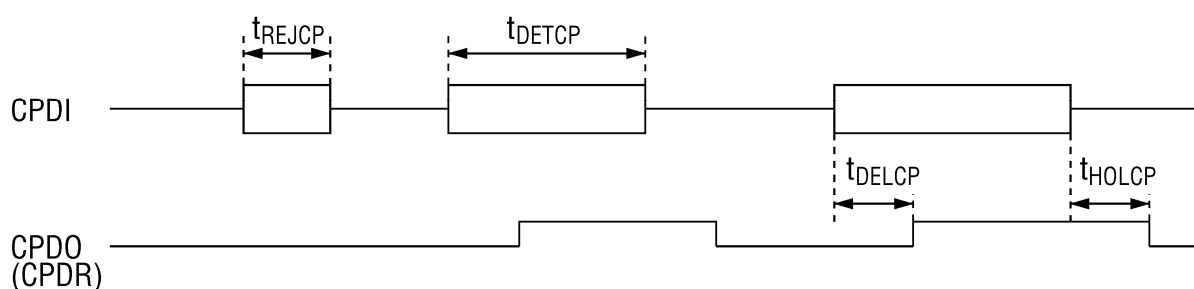 tREJCP
tDETCP
CPDI
tDELCP
tHOLCP
CPDO
(CPDR)